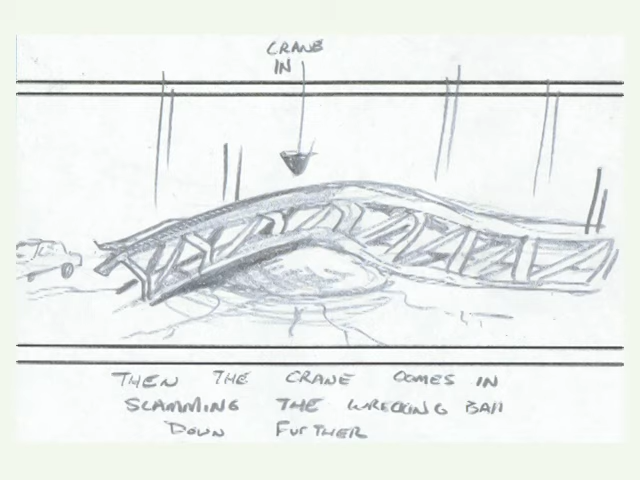 CRANE
IN
THEN THE CRANE COMES IN
SLAMMING THE WRECKING BALL
DOWN FURTHER